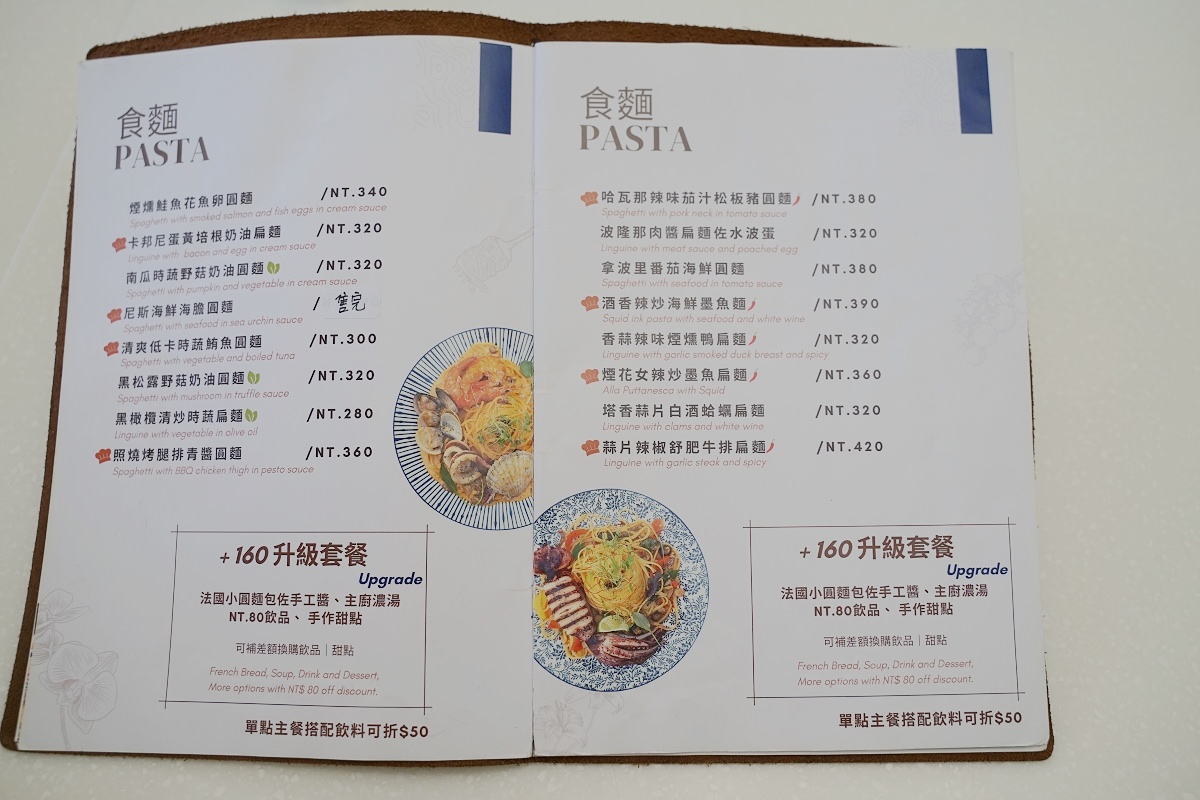 食麵
PASTA
煙燻鮭魚花魚卵圓麵 /NT.340
Spaghetti with smoked salmon and fish eggs in cream sauce
卡邦尼蛋黃培根奶油扁麵 /NT.320
Linguine with bacon and egg in cream sauce
南瓜時蔬野菇奶油圓麵 /NT.320
Spaghetti with pumpkin and vegetable in cream sauce
尼斯海鮮海膽圓麵 / 售完
Spaghetti with seafood in sea urchin sauce
清爽低卡時蔬鮪魚圓麵 /NT.300
Spaghetti with vegetable and boiled tuna
黑松露野菇奶油圓麵 /NT.320
Spaghetti with mushroom in truffle sauce
黑橄欖清炒時蔬扁麵 /NT.280
Linguine with vegetable in olive oil
照燒烤腿排青醬圓麵 /NT.360
Spaghetti with BBQ chicken thigh in pesto sauce
+160 升級套餐
Upgrade
法國小圓麵包佐手工醬、主廚濃湯
NT.80飲品、 手作甜點
可補差額換購飲品｜甜點
French Bread, Soup, Drink and Dessert,
More options with NT$ 80 off discount.
單點主餐搭配飲料可折$50
食麵
PASTA
哈瓦那辣味茄汁松板豬圓麵 /NT.380
Spaghetti with pork neck in tomato sauce
波隆那肉醬扁麵佐水波蛋 /NT.320
Linguine with meat sauce and poached egg
拿波里番茄海鮮圓麵 /NT.380
Spaghetti with seafood in tomato sauce
酒香辣炒海鮮墨魚麵 /NT.390
Squid ink pasta with seafood and white wine
香蒜辣味煙燻鴨扁麵 /NT.320
Linguine with garlic smoked duck breast and spicy
煙花女辣炒墨魚扁麵 /NT.360
Alla Puttanesca with Squid
塔香蒜片白酒蛤蠣扁麵 /NT.320
Linguine with clams and white wine
蒜片辣椒舒肥牛排扁麵 /NT.420
Linguine with garlic steak and spicy
+160 升級套餐
Upgrade
法國小圓麵包佐手工醬、主廚濃湯
NT.80飲品、 手作甜點
可補差額換購飲品｜甜點
French Bread, Soup, Drink and Dessert,
More options with NT$ 80 off discount.
單點主餐搭配飲料可折$50